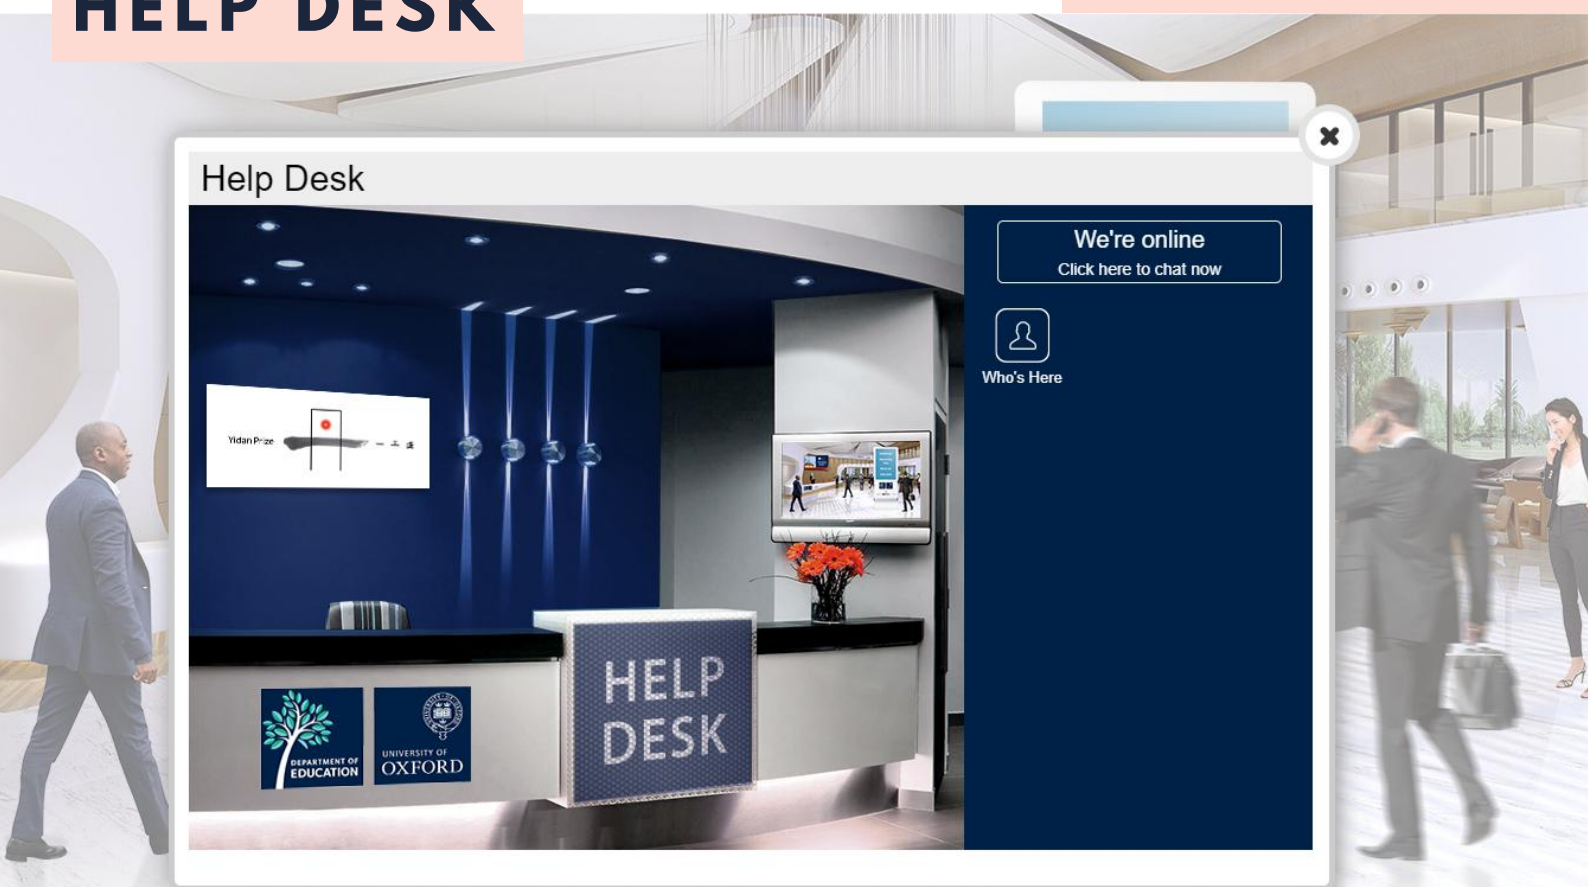 HELP DESK
Help Desk
We're online
Click here to chat now
Who's Here
Yidan Prize
HELP
DESK
DEPARTMENT OF
EDUCATION
UNIVERSITY OF
OXFORD